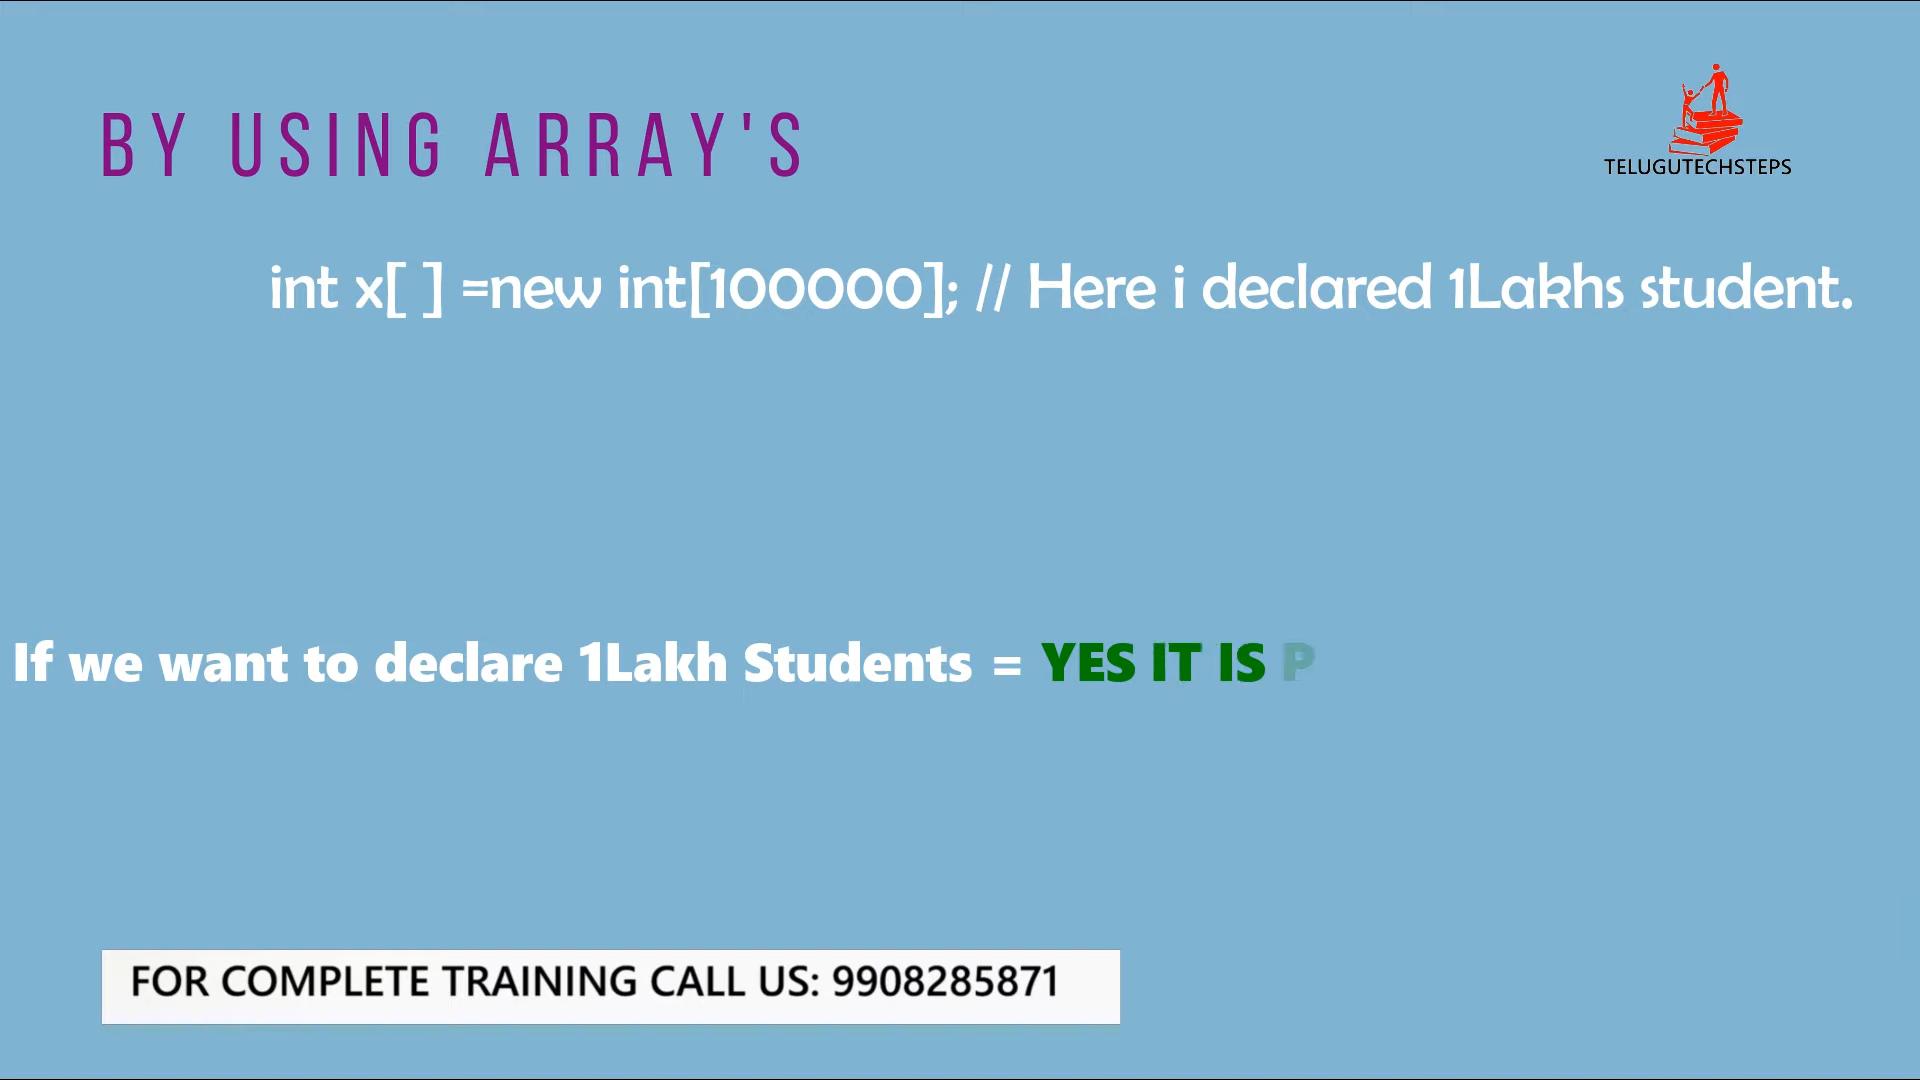 BY USING ARRAY'S
TELUGUTECHSTEPS
int x[ ] =new int[100000]; // Here i declared 1Lakhs student.
If we want to declare 1Lakh Students = YES IT IS P
FOR COMPLETE TRAINING CALL US: 9908285871